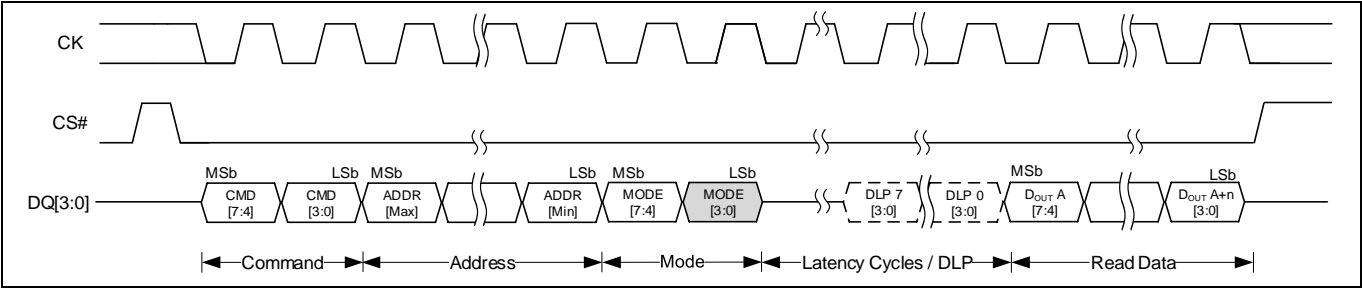 CK
CS#
MSb LSb MSb LSb MSb LSb MSb LSb
DQ[3:0] CMD [7:4] CMD [3:0] ADDR [Max] ADDR [Min] MODE [7:4] MODE [3:0] DLP 7 [3:0] DLP 0 [3:0] DOUT A [7:4] DOUT A+n [3:0]
Command Address Mode Latency Cycles / DLP Read Data